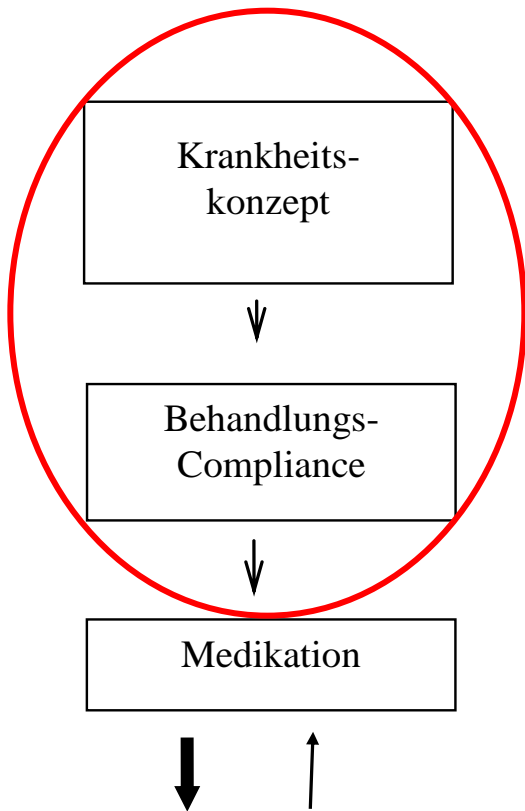 Krankheits-
konzept
Behandlungs-
Compliance
Medikation